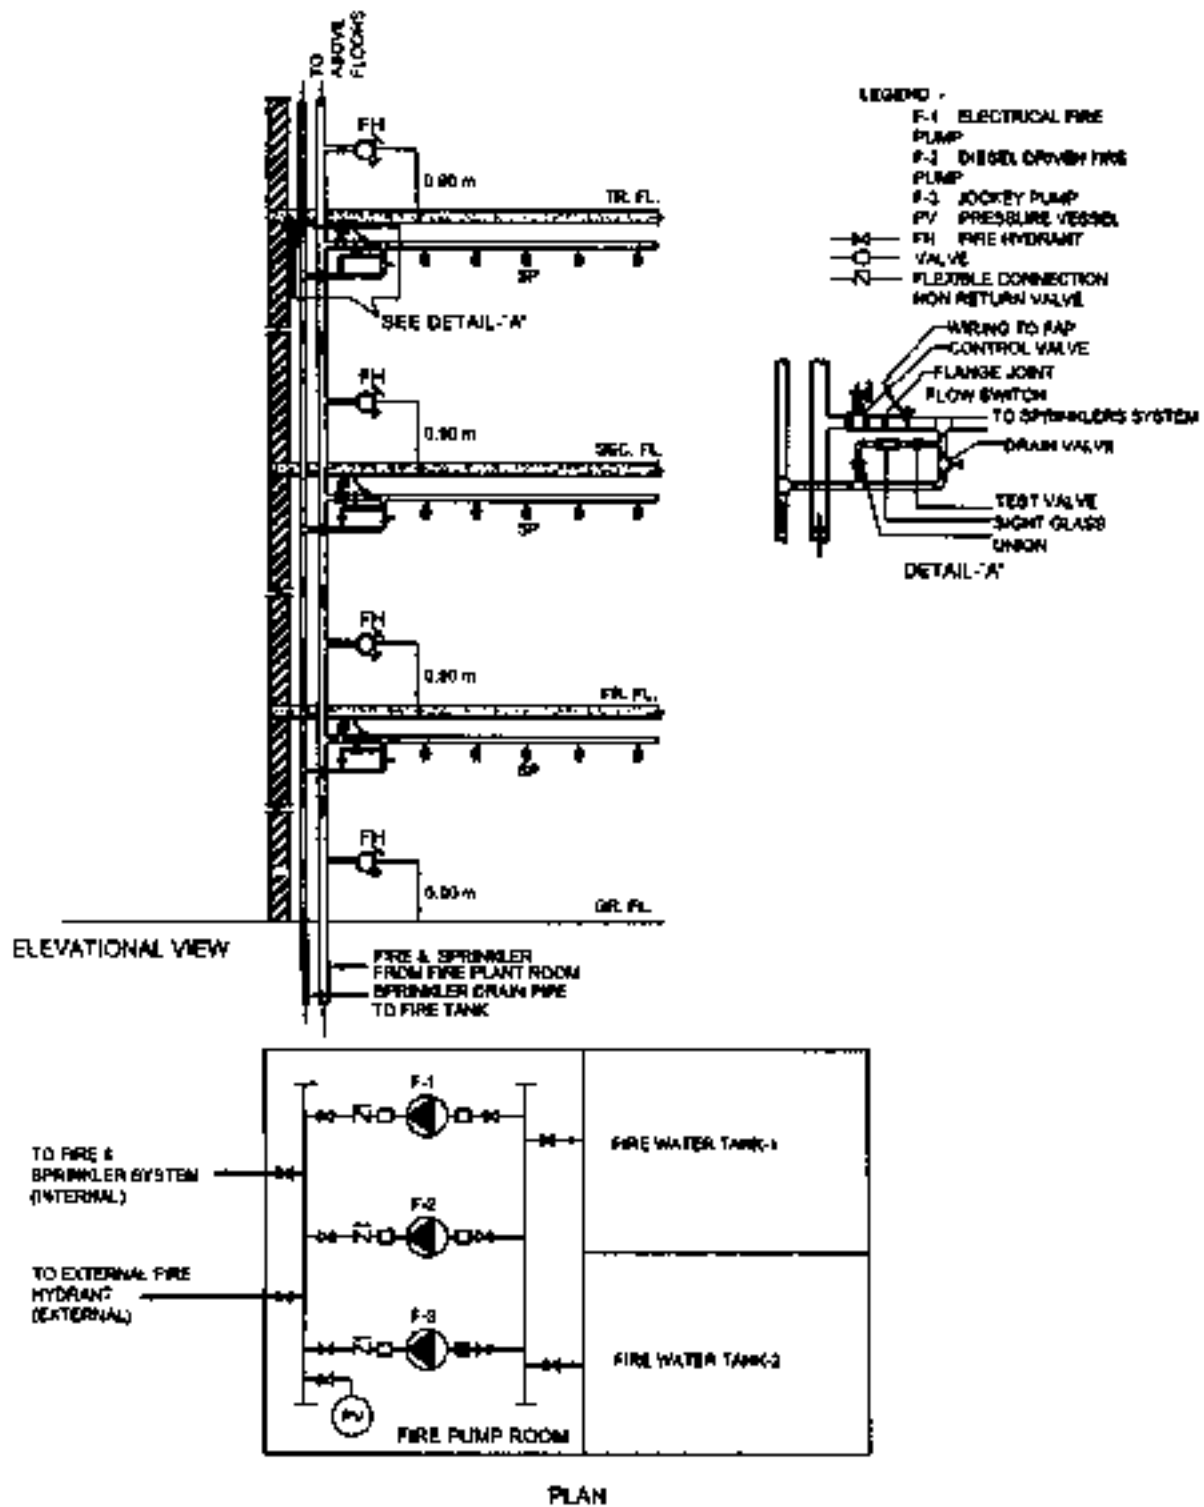 TO
ABOVE
FLOORS
FH
0.90 m
TR. FL.
SP
SEE DETAIL-"A"
FH
0.90 m
SEC. FL.
SP
FH
0.90 m
FR. FL.
SP
FH
0.90 m
GR. FL.
ELEVATIONAL VIEW
FIRE & SPRINKLER
FROM FIRE PLANT ROOM
SPRINKLER DRAIN PIPE
TO FIRE TANK
LEGEND -
F-1 ELECTRICAL FIRE
PUMP
F-2 DIESEL DRIVEN FIRE
PUMP
F-3 JOCKEY PUMP
PV PRESSURE VESSEL
FH FIRE HYDRANT
VALVE
FLEXIBLE CONNECTION
NON RETURN VALVE
WIRING TO FAP
CONTROL VALVE
FLANGE JOINT
FLOW SWITCH
TO SPRINKLERS SYSTEM
DRAIN VALVE
TEST VALVE
SIGHT GLASS
UNION
DETAIL-"A"
F-1
FIRE WATER TANK-1
TO FIRE &
SPRINKLER SYSTEM
(INTERNAL)
F-2
TO EXTERNAL FIRE
HYDRANT
(EXTERNAL)
F-3
FIRE WATER TANK-2
PV
FIRE PUMP ROOM
PLAN